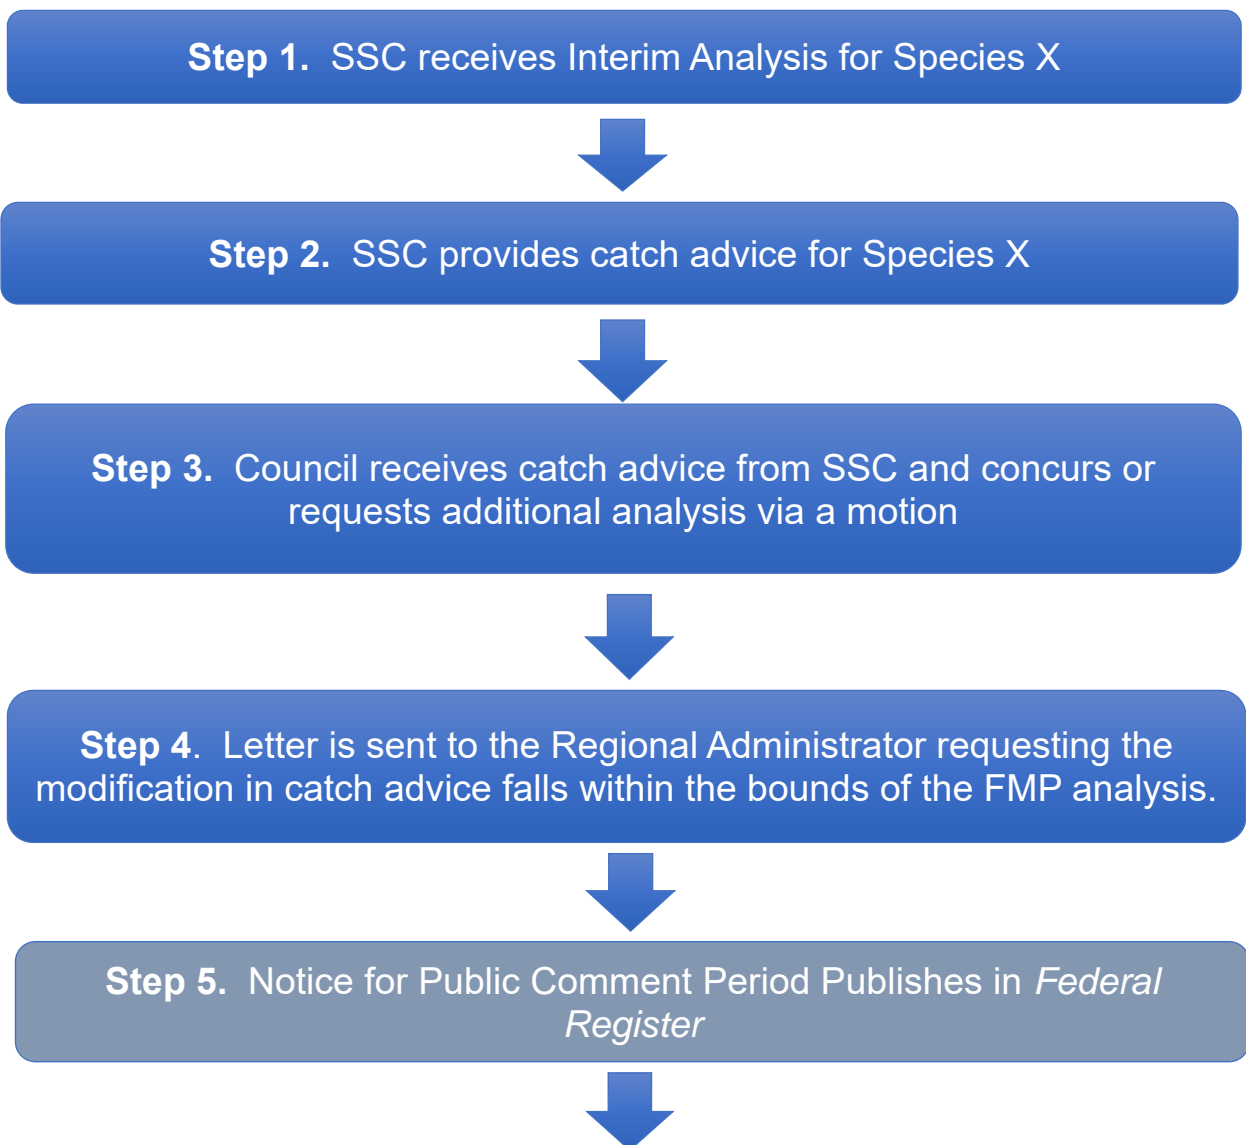 Step 1. SSC receives Interim Analysis for Species X
Step 2. SSC provides catch advice for Species X
Step 3. Council receives catch advice from SSC and concurs or
requests additional analysis via a motion
Step 4. Letter is sent to the Regional Administrator requesting the
modification in catch advice falls within the bounds of the FMP analysis.
Step 5. Notice for Public Comment Period Publishes in Federal
Register